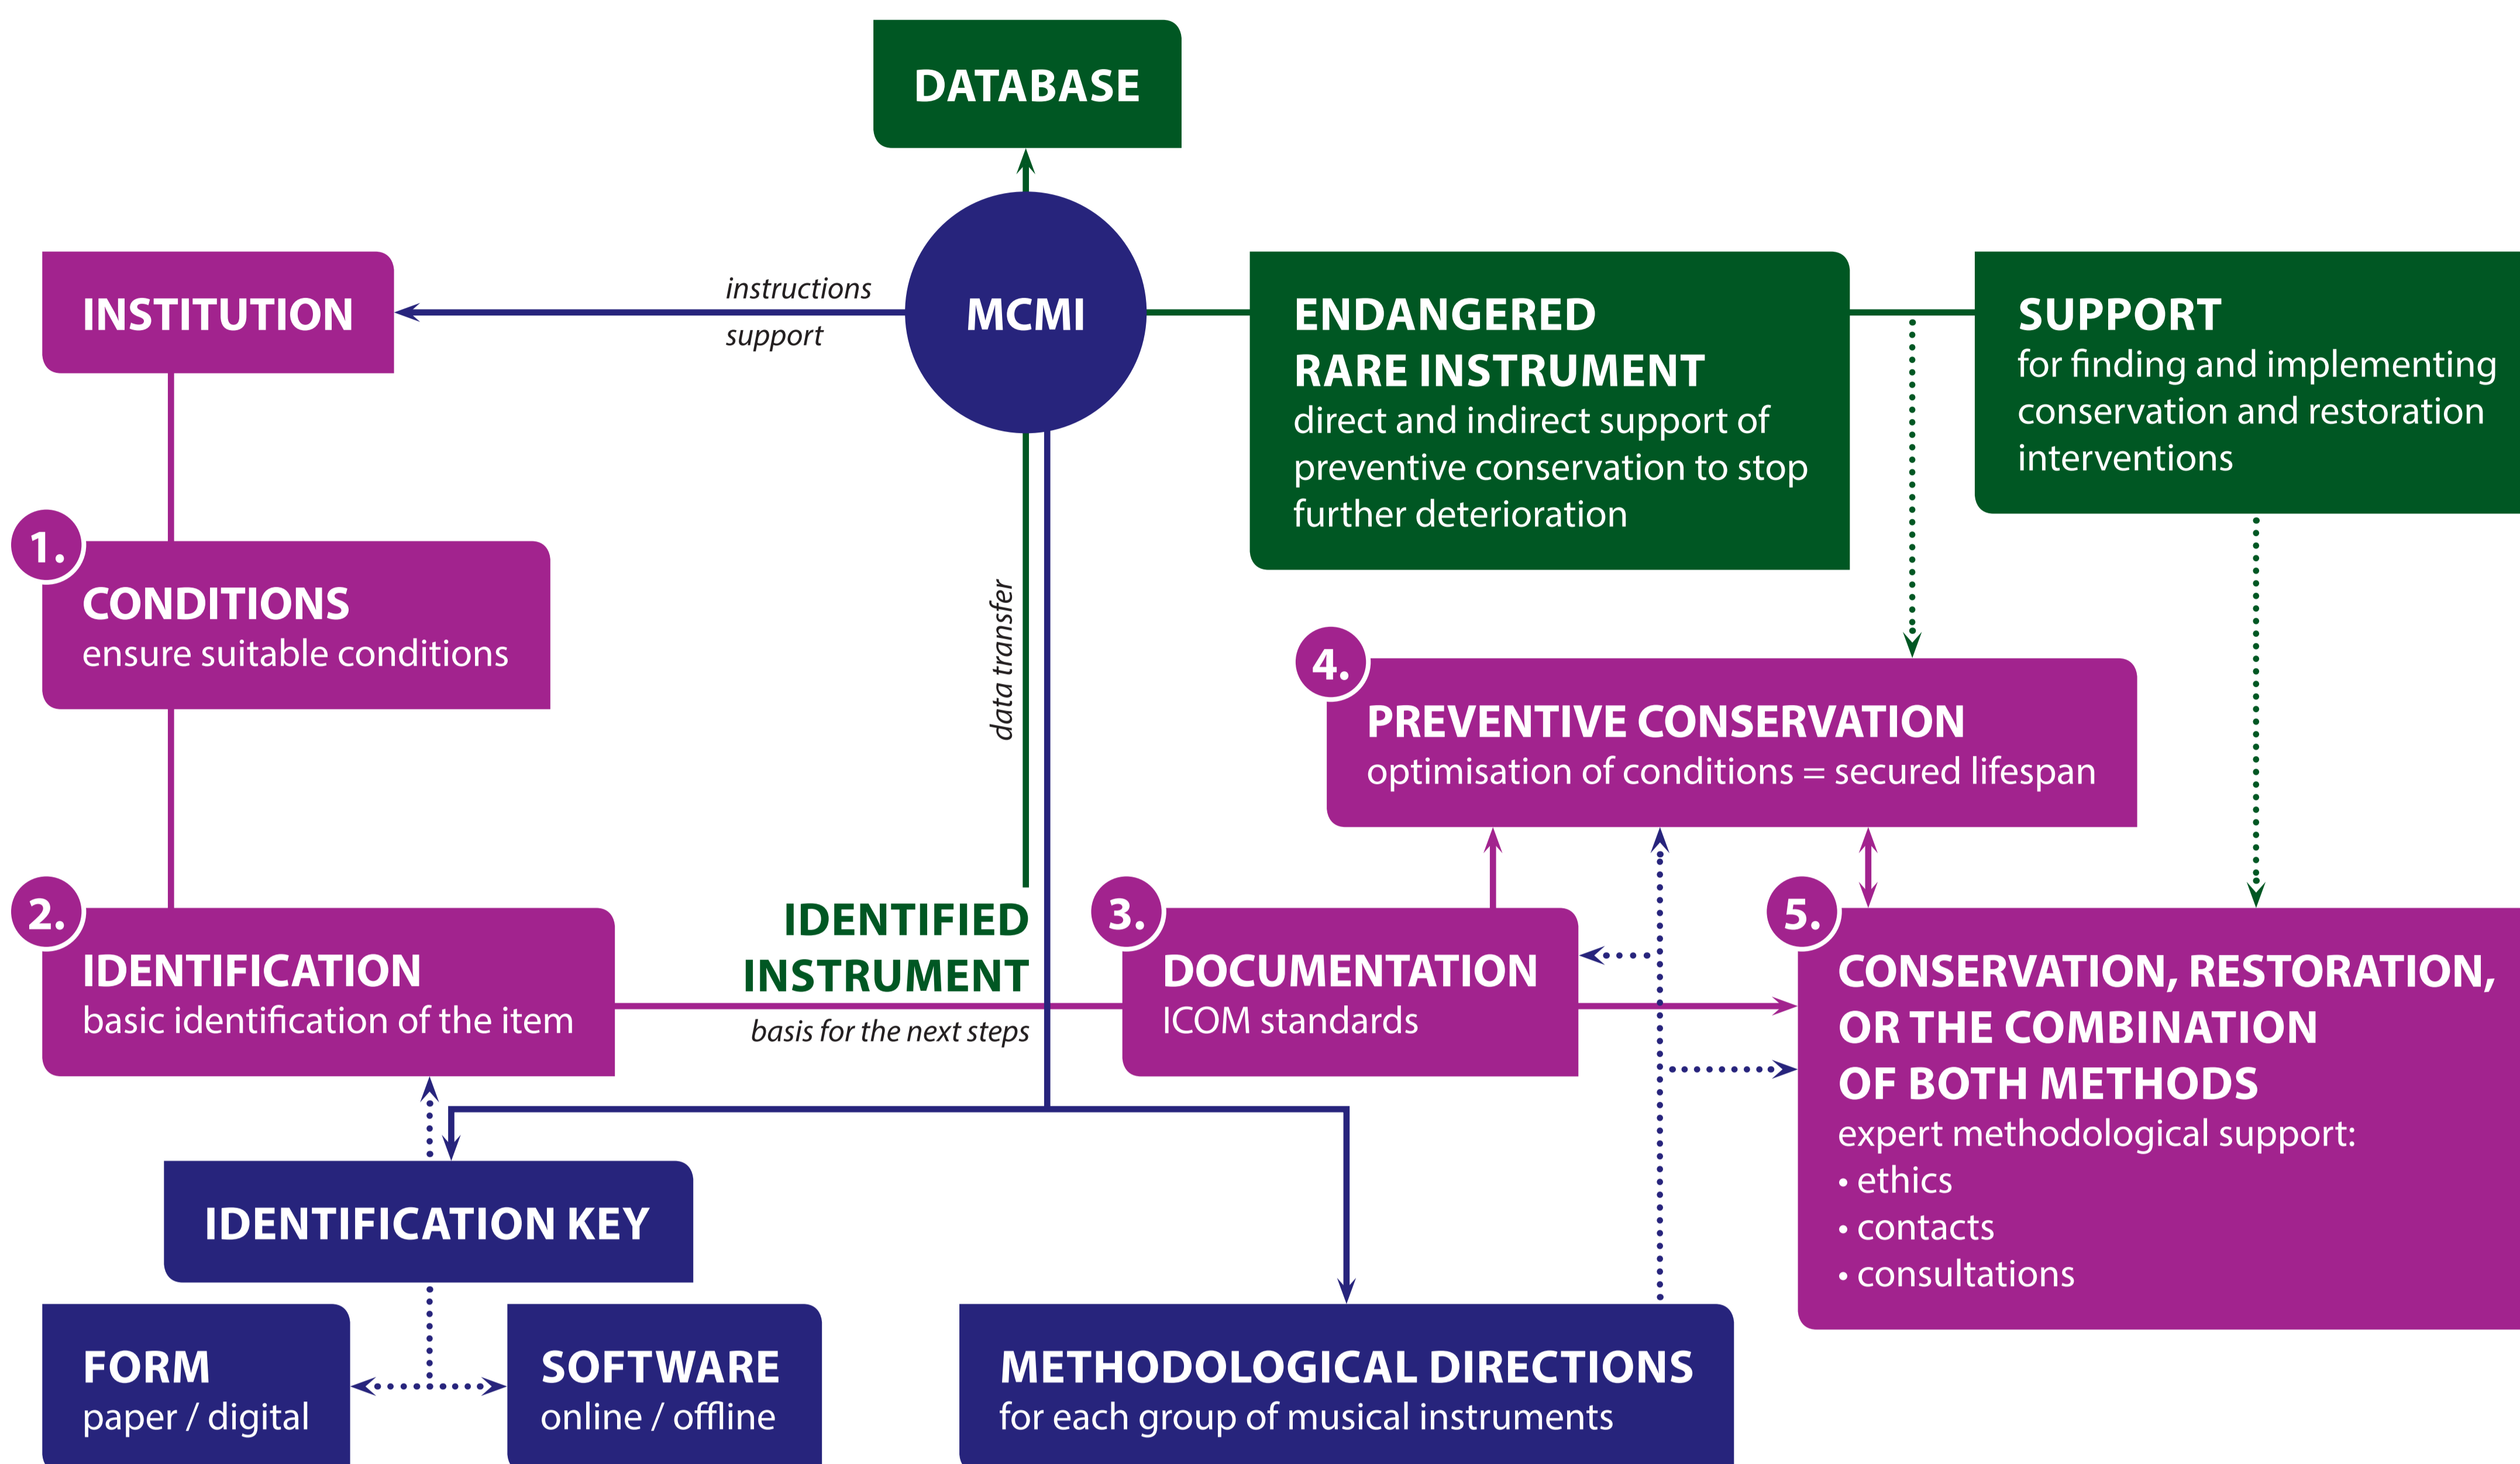 DATABASE
INSTITUTION
instructions
support
MCMI
ENDANGERED
RARE INSTRUMENT
direct and indirect support of
preventive conservation to stop
further deterioration
SUPPORT
for finding and implementing
conservation and restoration
interventions
1.
CONDITIONS
ensure suitable conditions
data transfer
4.
PREVENTIVE CONSERVATION
optimisation of conditions = secured lifespan
2.
IDENTIFICATION
basic identification of the item
IDENTIFIED
INSTRUMENT
basis for the next steps
3.
DOCUMENTATION
ICOM standards
5.
CONSERVATION, RESTORATION,
OR THE COMBINATION
OF BOTH METHODS
expert methodological support:
• ethics
• contacts
• consultations
IDENTIFICATION KEY
FORM
paper / digital
SOFTWARE
online / offline
METHODOLOGICAL DIRECTIONS
for each group of musical instruments